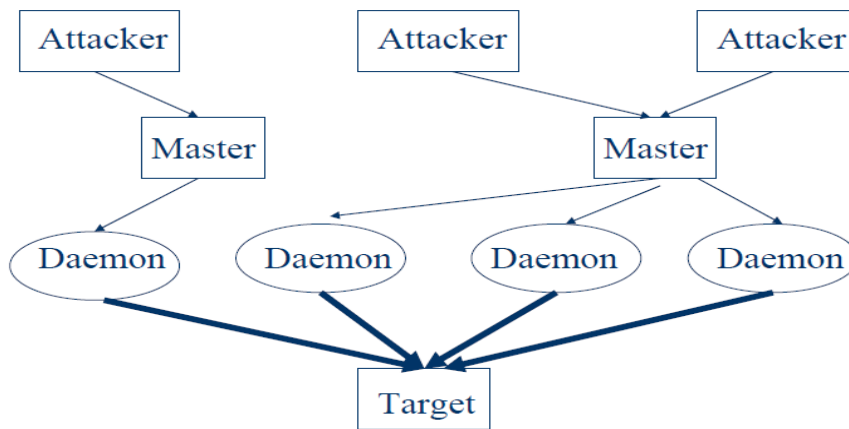 Attacker
Attacker
Attacker
Master
Master
Daemon
Daemon
Daemon
Daemon
Target